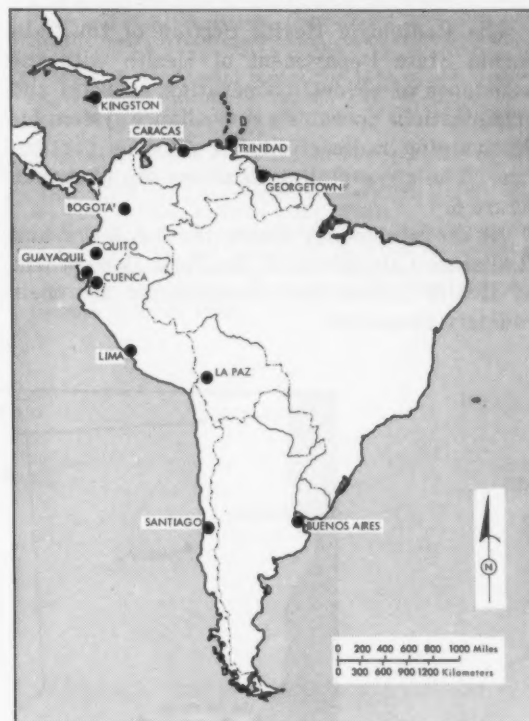 KINGSTON
CARACAS
TRINIDAD
GEORGETOWN
BOGOTA'
QUITO
GUAYAQUIL
CUENCA
LIMA
LA PAZ
SANTIAGO
BUENOS AIRES
N
0 200 400 600 800 1000 Miles
0 300 600 900 1200 Kilometers